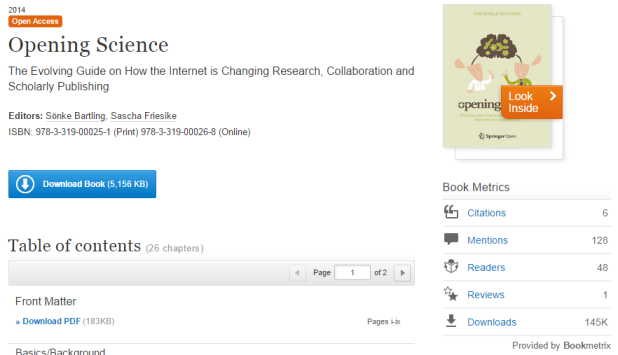 2014
Open Access
Opening Science
The Evolving Guide on How the Internet is Changing Research, Collaboration and
Scholarly Publishing
Editors: Sönke Bartling, Sascha Friesike
ISBN: 978-3-319-00025-1 (Print) 978-3-319-00026-8 (Online)
Download Book (5,156 KB)
Table of contents (26 chapters)
Page 1 of 2
Front Matter
» Download PDF (183KB) Pages i-ix
Basics/Background
opening
Look
Inside
Springer Open
Book Metrics
Citations 6
Mentions 128
Readers 48
Reviews 1
Downloads 145K
Provided by Bookmetrix